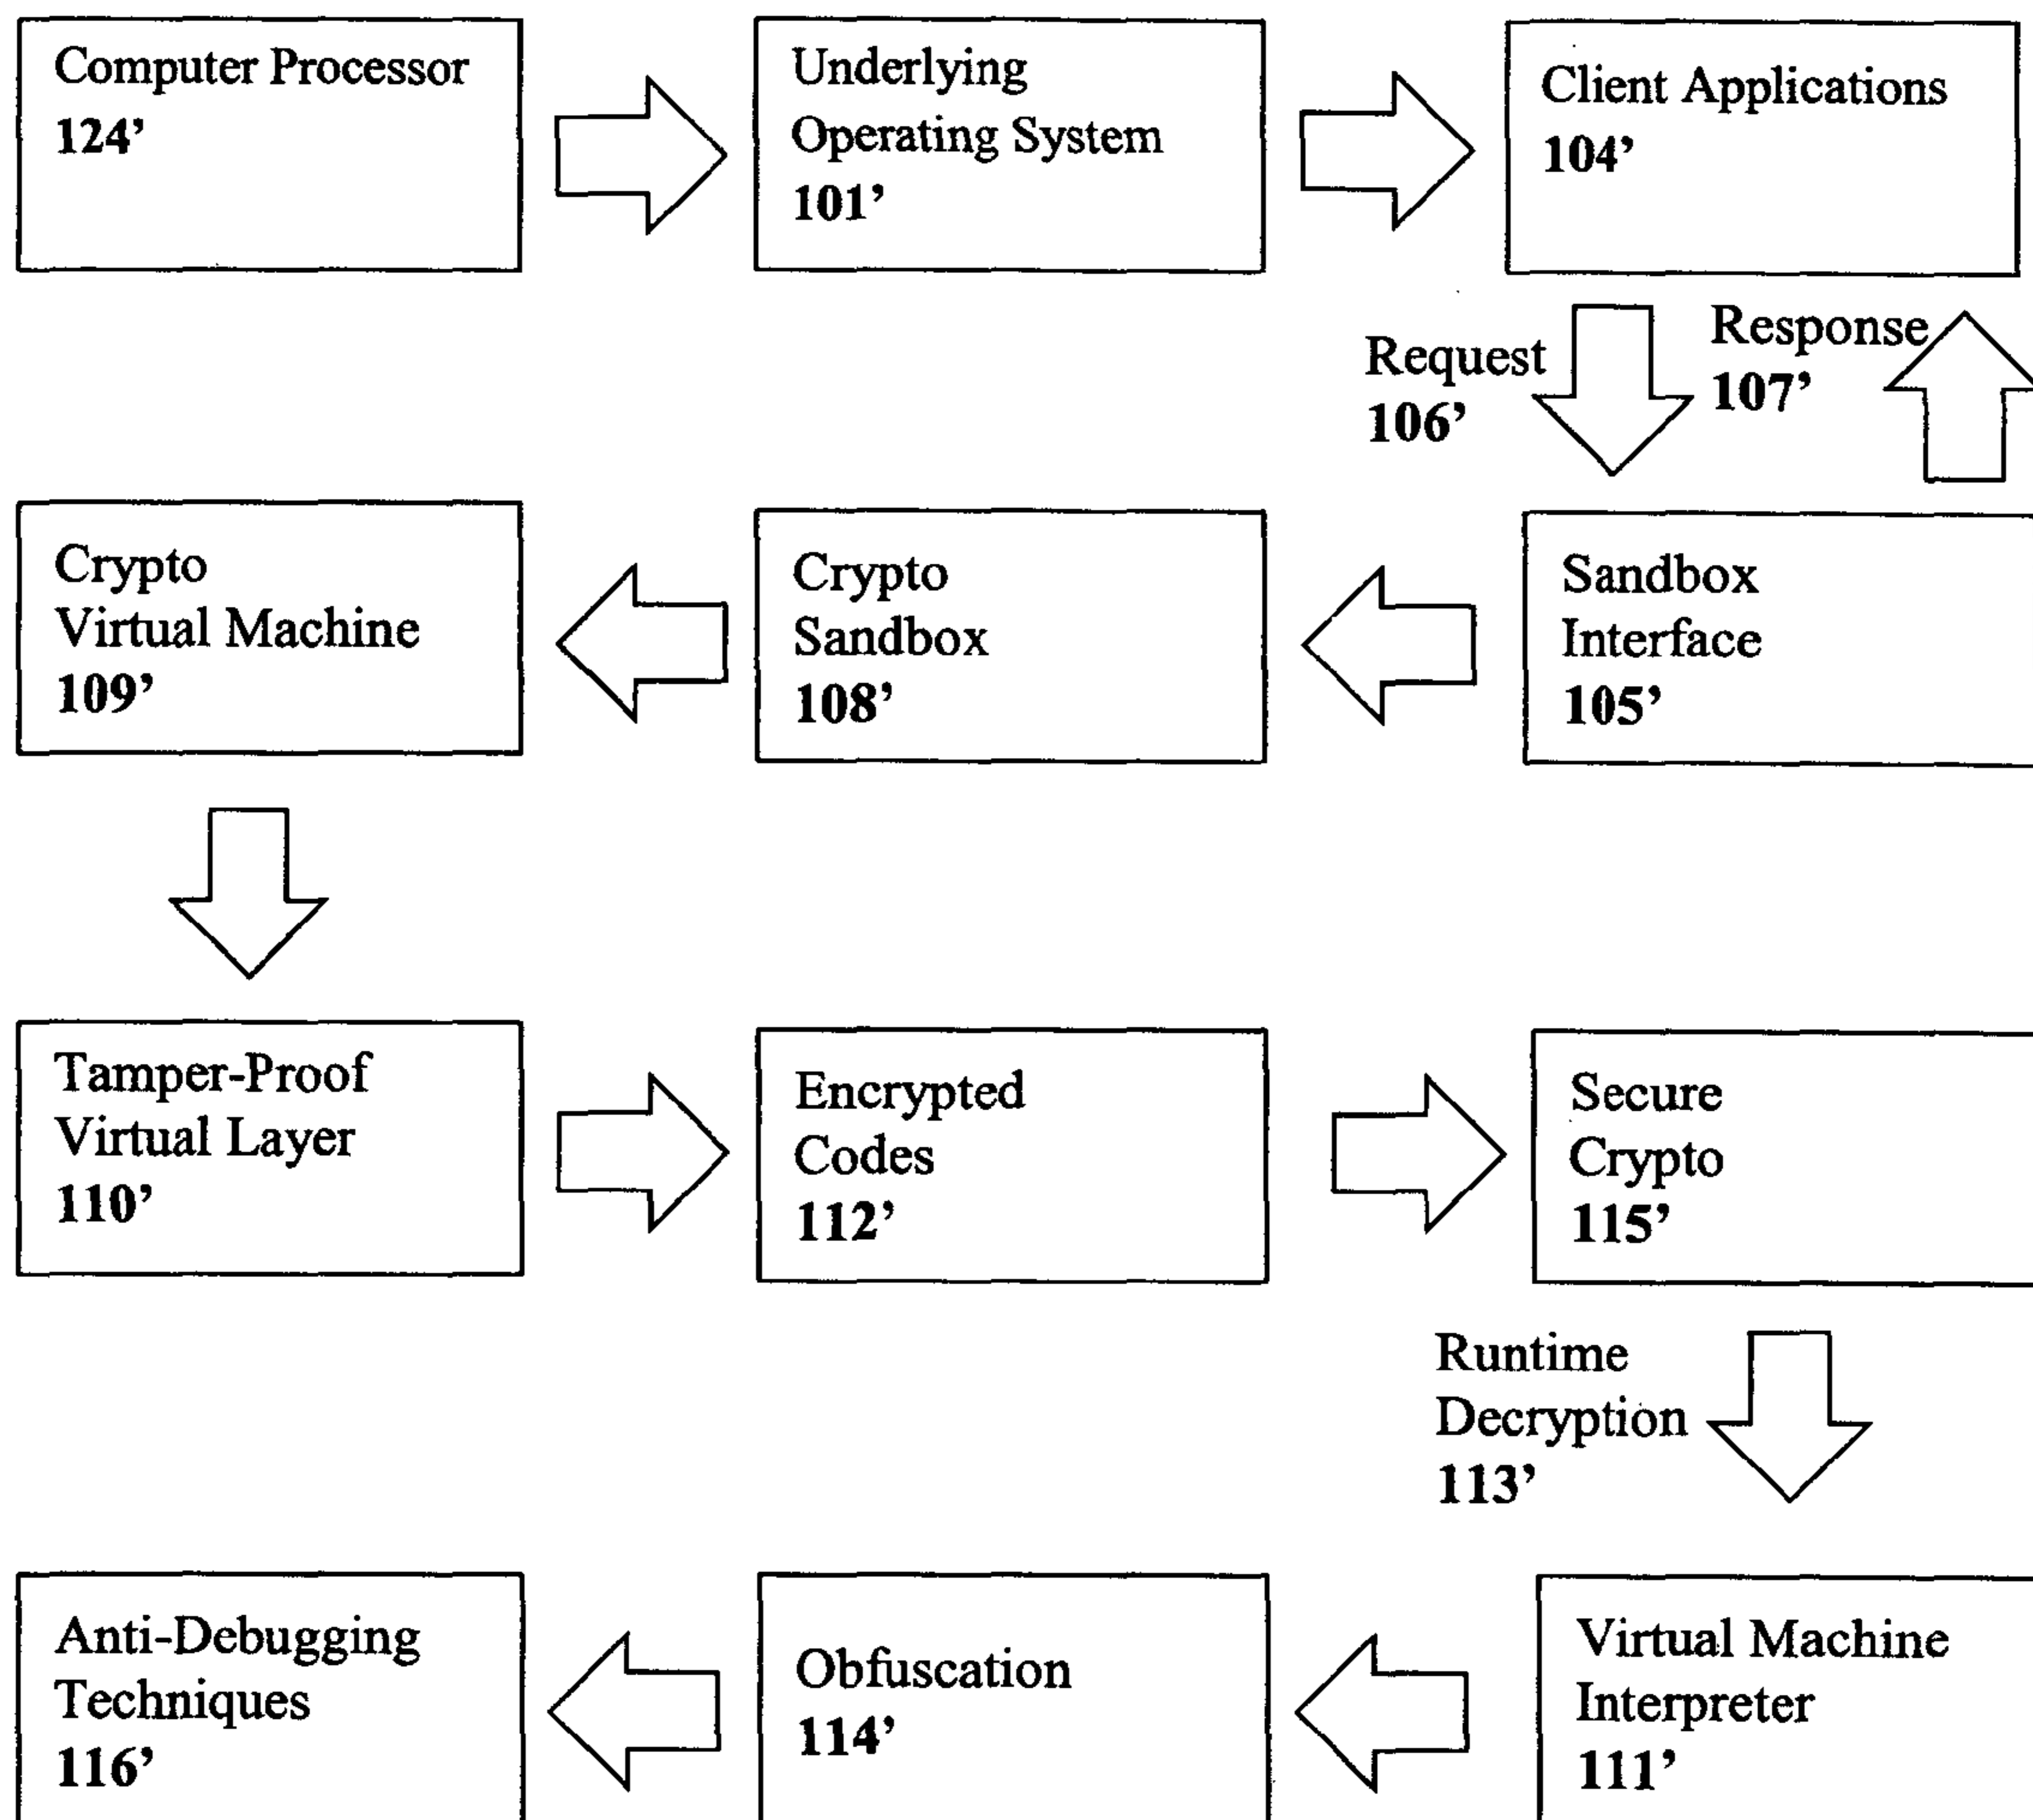 Computer Processor
124’
Underlying
Operating System
101’
Client Applications
104’
Request
106’
Response
107’
Sandbox
Interface
105’
Crypto
Sandbox
108’
Crypto
Virtual Machine
109’
Tamper-Proof
Virtual Layer
110’
Encrypted
Codes
112’
Secure
Crypto
115’
Runtime
Decryption
113’
Virtual Machine
Interpreter
111’
Obfuscation
114’
Anti-Debugging
Techniques
116’